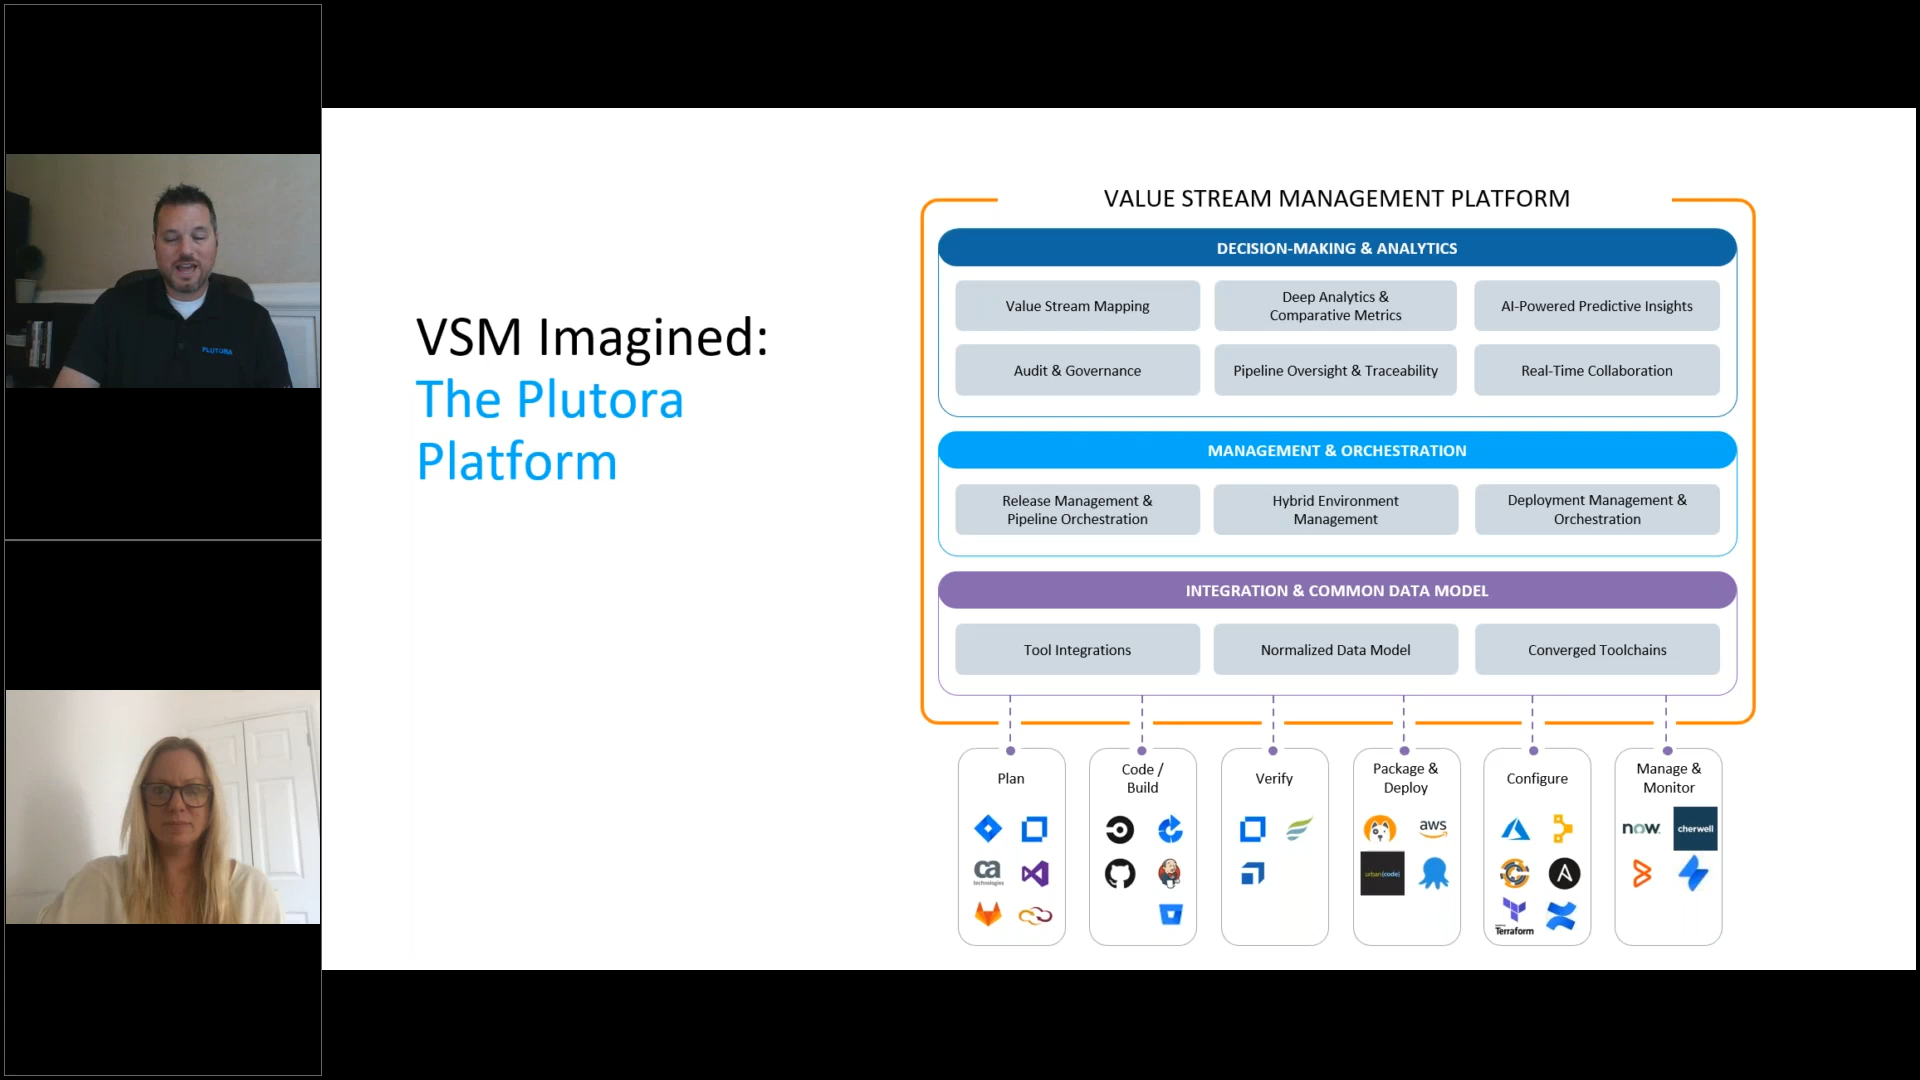 PLUTORA
VSM Imagined:
The Plutora
Platform
VALUE STREAM MANAGEMENT PLATFORM
DECISION-MAKING & ANALYTICS
Value Stream Mapping
Deep Analytics &
Comparative Metrics
AI-Powered Predictive Insights
Audit & Governance
Pipeline Oversight & Traceability
Real-Time Collaboration
MANAGEMENT & ORCHESTRATION
Release Management &
Pipeline Orchestration
Hybrid Environment
Management
Deployment Management &
Orchestration
INTEGRATION & COMMON DATA MODEL
Tool Integrations
Normalized Data Model
Converged Toolchains
Plan
ca
technologies
Code /
Build
Verify
Package &
Deploy
aws
urban{code}
Configure
A
Terraform
Manage &
Monitor
now.
cherwell